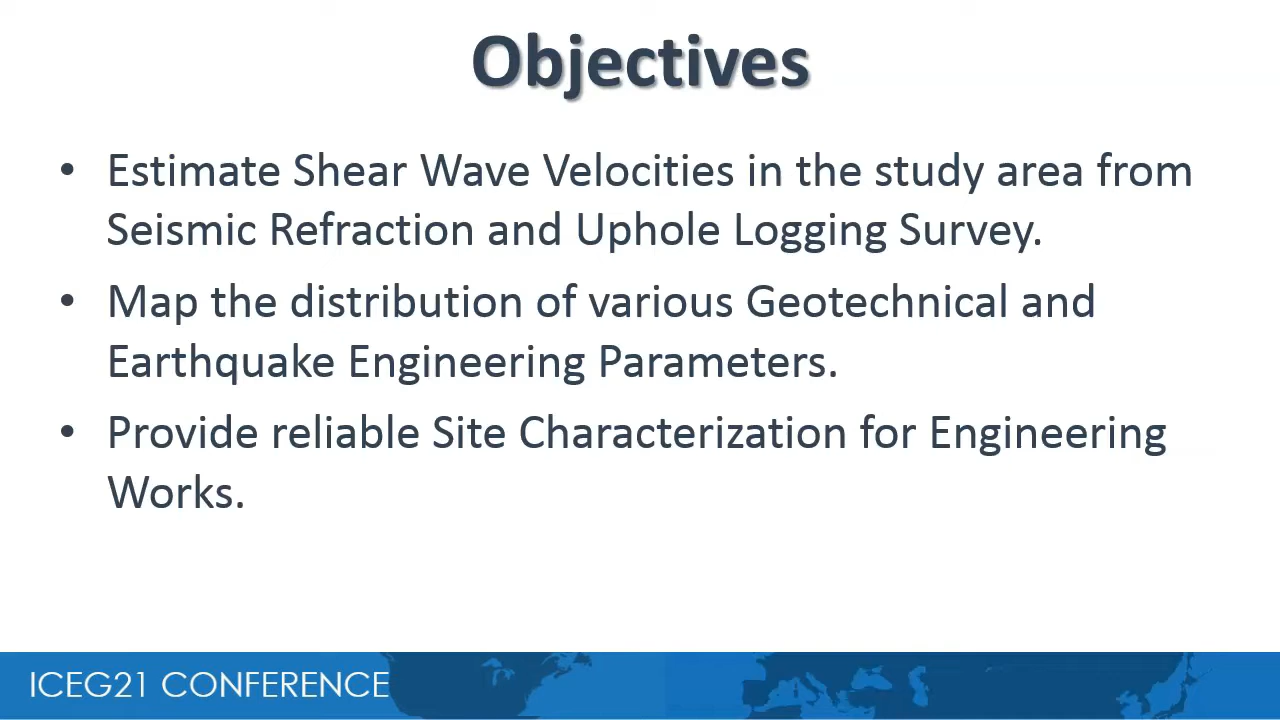 Objectives
• Estimate Shear Wave Velocities in the study area from
Seismic Refraction and Uphole Logging Survey.
• Map the distribution of various Geotechnical and
Earthquake Engineering Parameters.
• Provide reliable Site Characterization for Engineering
Works.
ICEG21 CONFERENCE